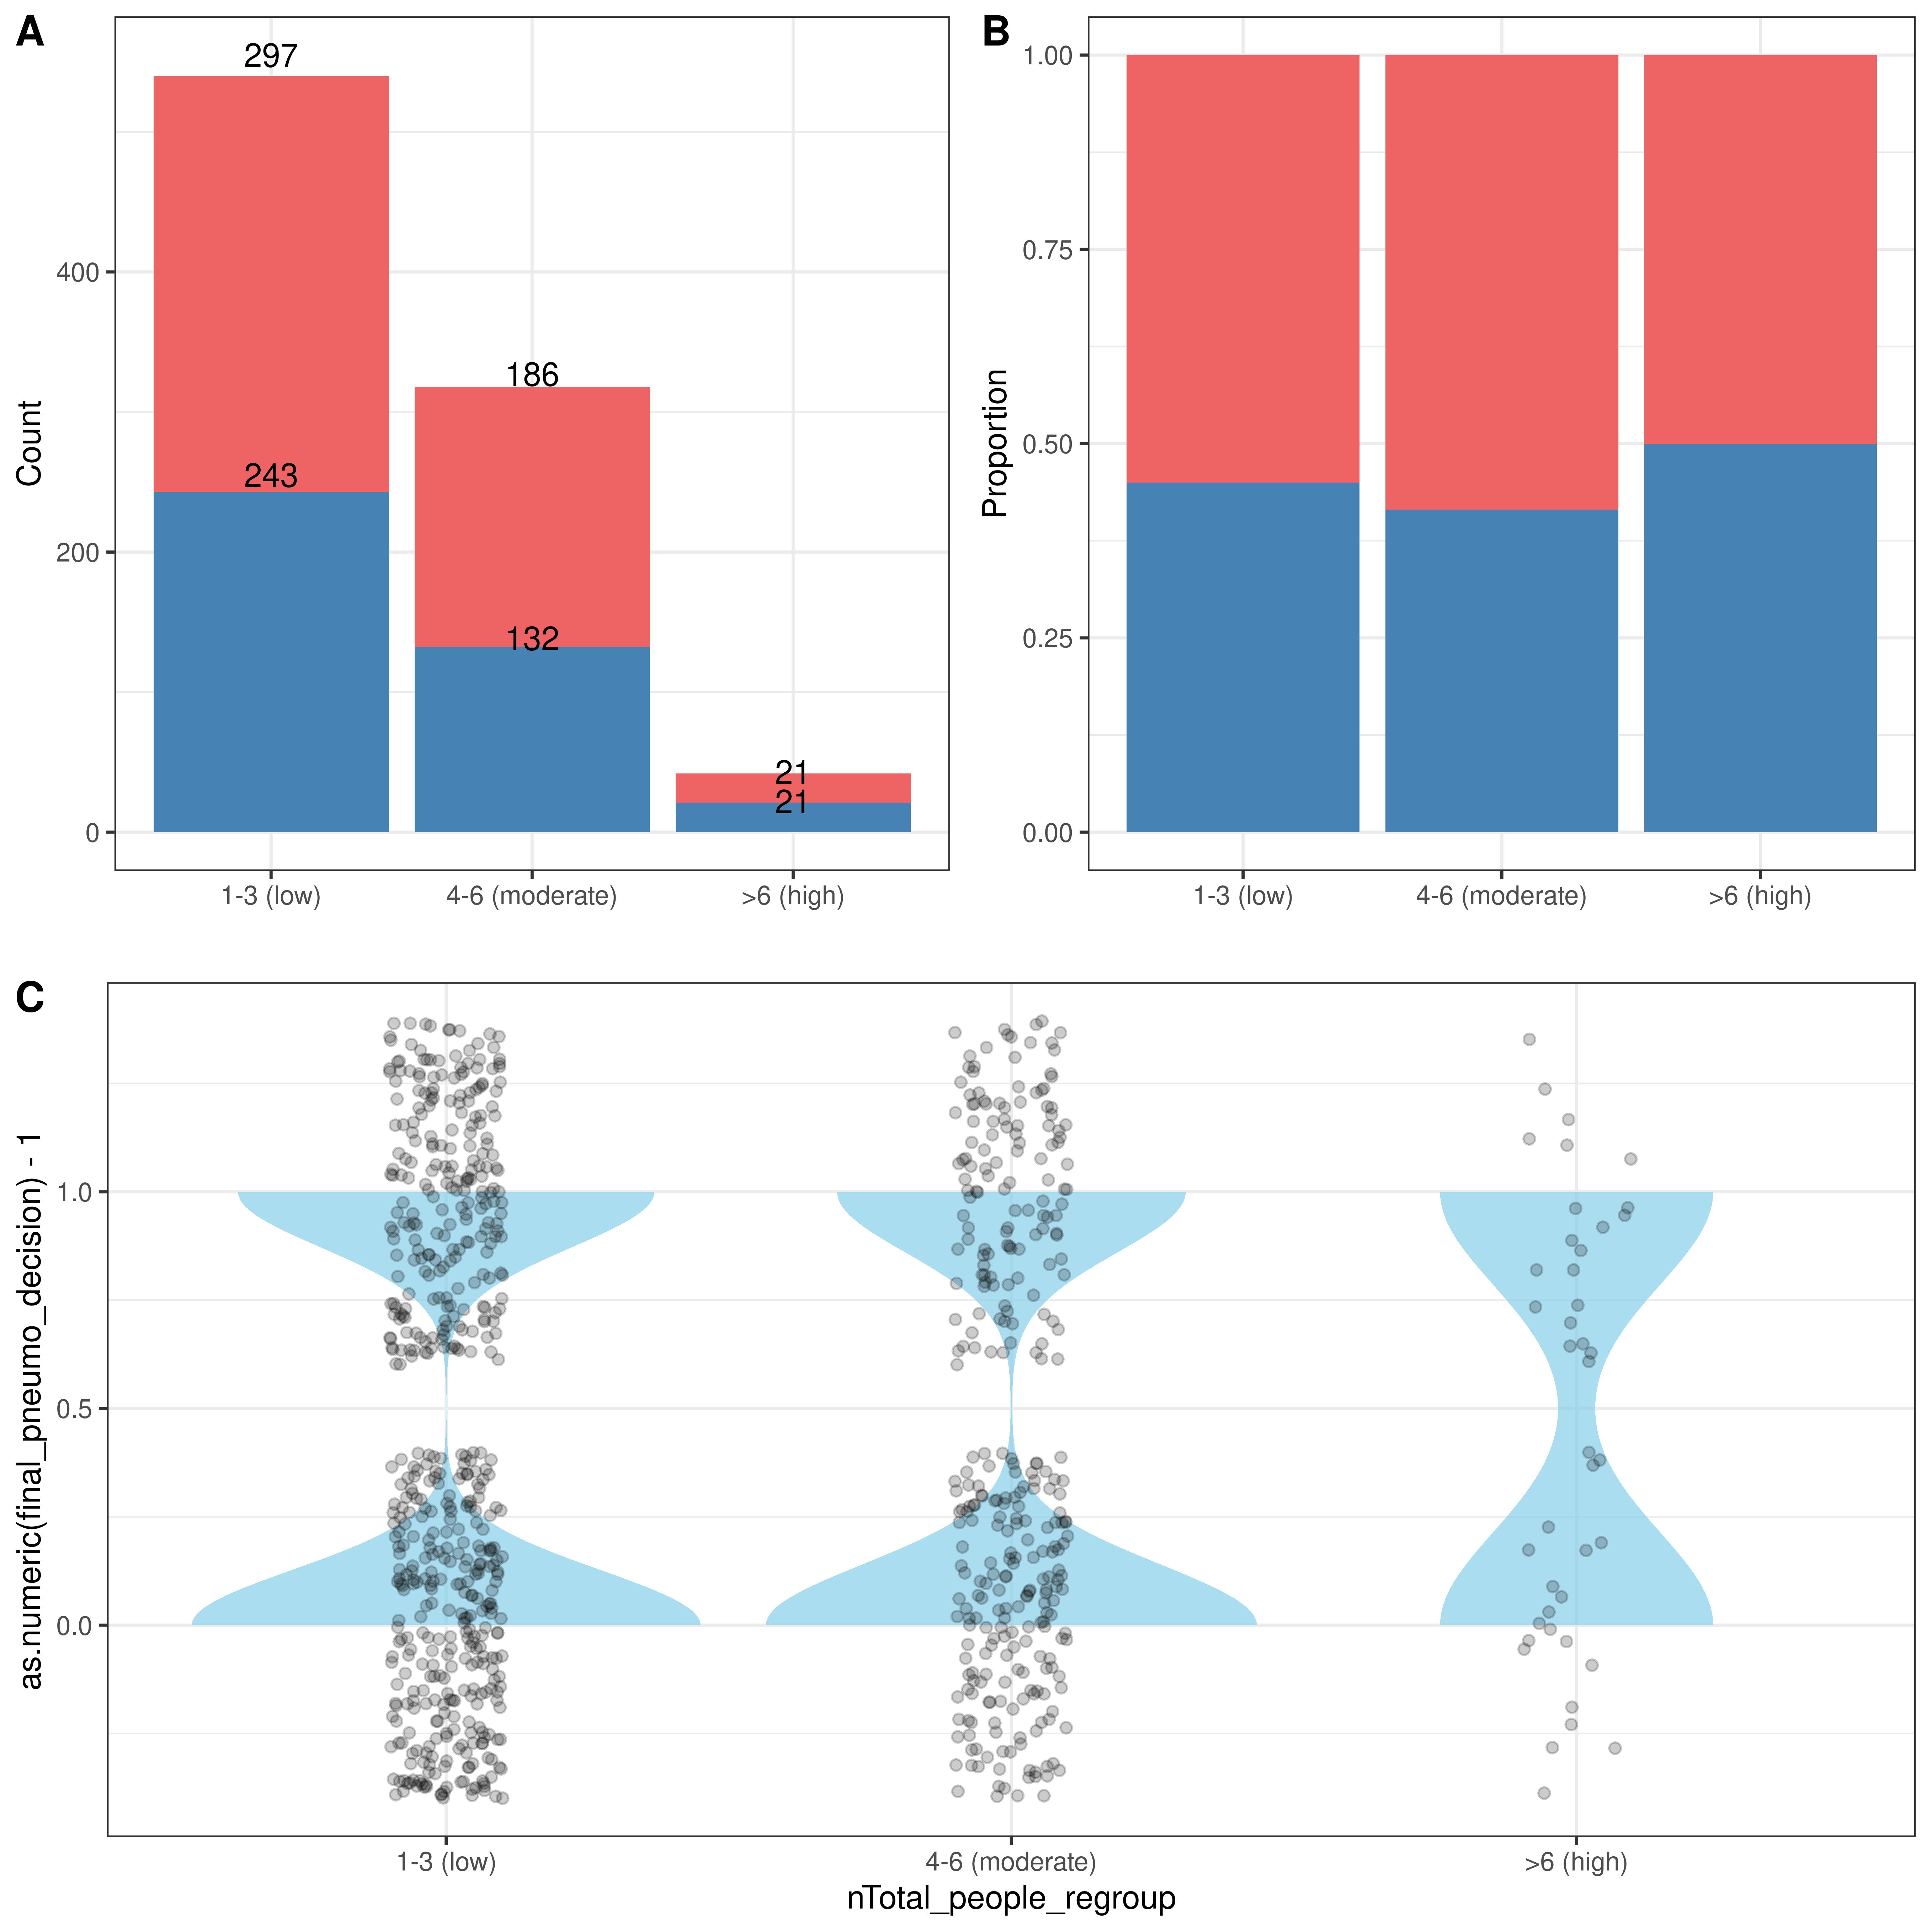 A
297
243
186
132
21
21
400
200
0
Count
1-3 (low)
4-6 (moderate)
>6 (high)
B
1.00
0.75
0.50
0.25
0.00
Proportion
1-3 (low)
4-6 (moderate)
>6 (high)
C
1.0
0.5
0.0
as.numeric(final_pneumo_decision) - 1
1-3 (low)
4-6 (moderate)
>6 (high)
nTotal_people_regroup